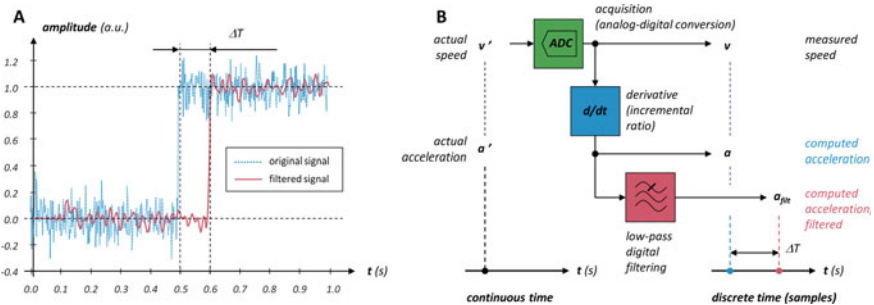 A
amplitude (a.u.)
ΔT
1.2
1.0
0.8
0.6
0.4
0.2
0.0
-0.2
-0.4
original signal
filtered signal
0.0 0.1 0.2 0.3 0.4 0.5 0.6 0.7 0.8 0.9 1.0
t (s)
B
acquisition
(analog-digital conversion)
actual
speed
v'
ADC
v
measured
speed
d/dt
derivative
(incremental
ratio)
actual
acceleration
a'
a
computed
acceleration
a filt
computed
acceleration,
filtered
low-pass
digital
filtering
ΔT
t (s)
t (s)
continuous time
discrete time (samples)